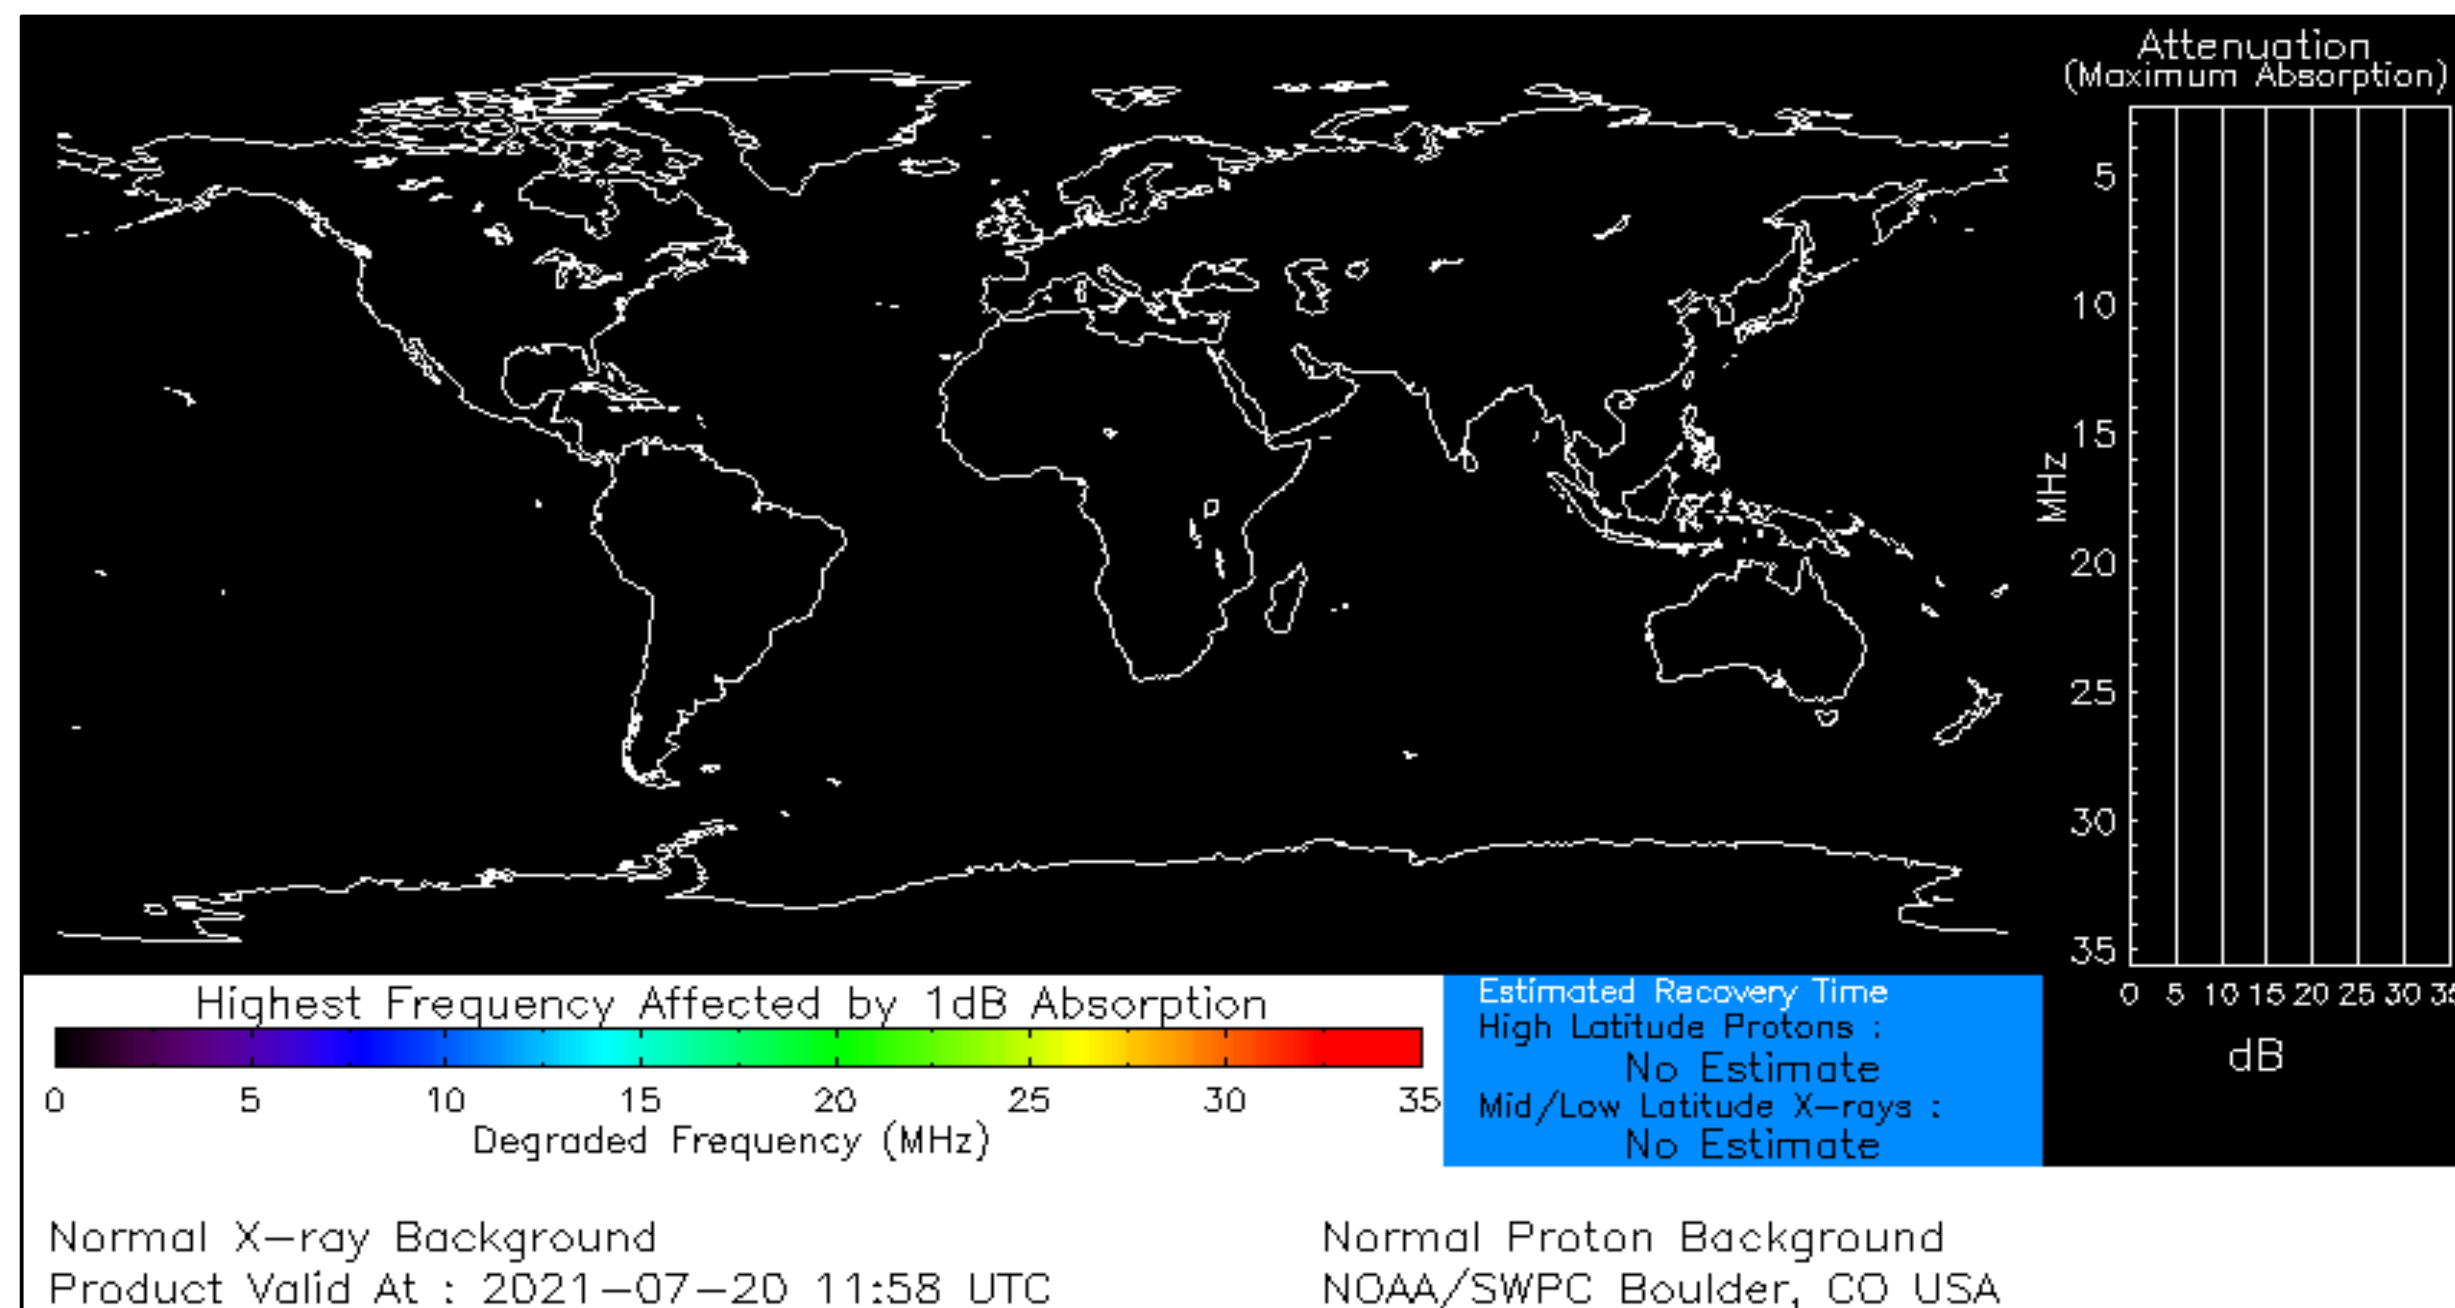 Attenuation
(Maximum Absorption)
5
10
15
20
25
30
35
MHz
0 5 10 15 20 25 30
dB
Highest Frequency Affected by 1dB Absorption
0 5 10 15 20 25 30 35
Degraded Frequency (MHz)
Estimated Recovery Time
High Latitude Protons :
No Estimate
Mid/Low Latitude X-rays :
No Estimate
Normal X-ray Background
Normal Proton Background
Product Valid At : 2021-07-20 11:58 UTC
NOAA/SWPC Boulder, CO USA